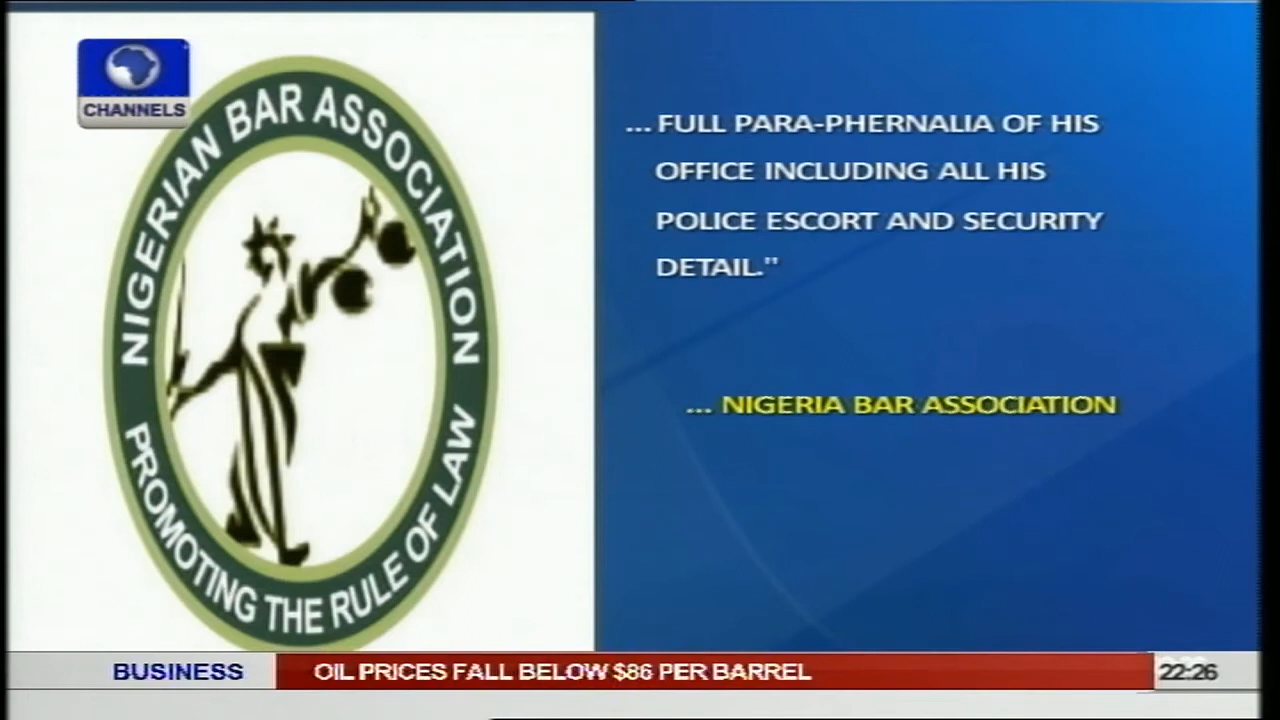 CHANNELS
NIGERIAN BAR ASSOCIATION
PROMOTING THE RULE OF LAW
... FULL PARA-PHERNALIA OF HIS
OFFICE INCLUDING ALL HIS
POLICE ESCORT AND SECURITY
DETAIL."
... NIGERIA BAR ASSOCIATION
BUSINESS OIL PRICES FALL BELOW $86 PER BARREL 22:26